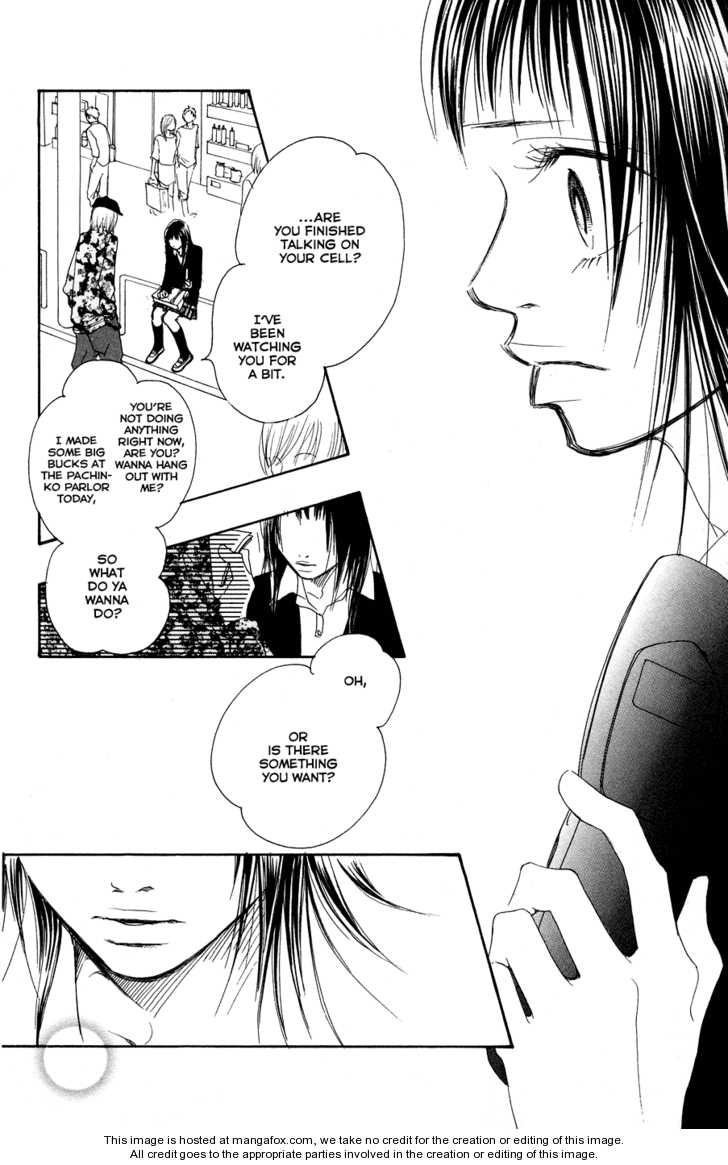 ...ARE
YOU FINISHED
TALKING ON
YOUR CELL?
I'VE
BEEN
WATCHING
YOU FOR
A BIT.
YOU'RE
NOT DOING
ANYTHING
RIGHT NOW,
ARE YOU?
WANNA HANG
OUT WITH
ME?
I MADE
SOME BIG
BUCKS AT
THE PACHIN-
KO PARLOR
TODAY,
SO
WHAT
DO YA
WANNA
DO?
OH,
OR
IS THERE
SOMETHING
YOU WANT?
This image is hosted at mangafox.com, we take no credit for the creation or editing of this image.
All credit goes to the appropriate parties involved in the creation or editing of this image.